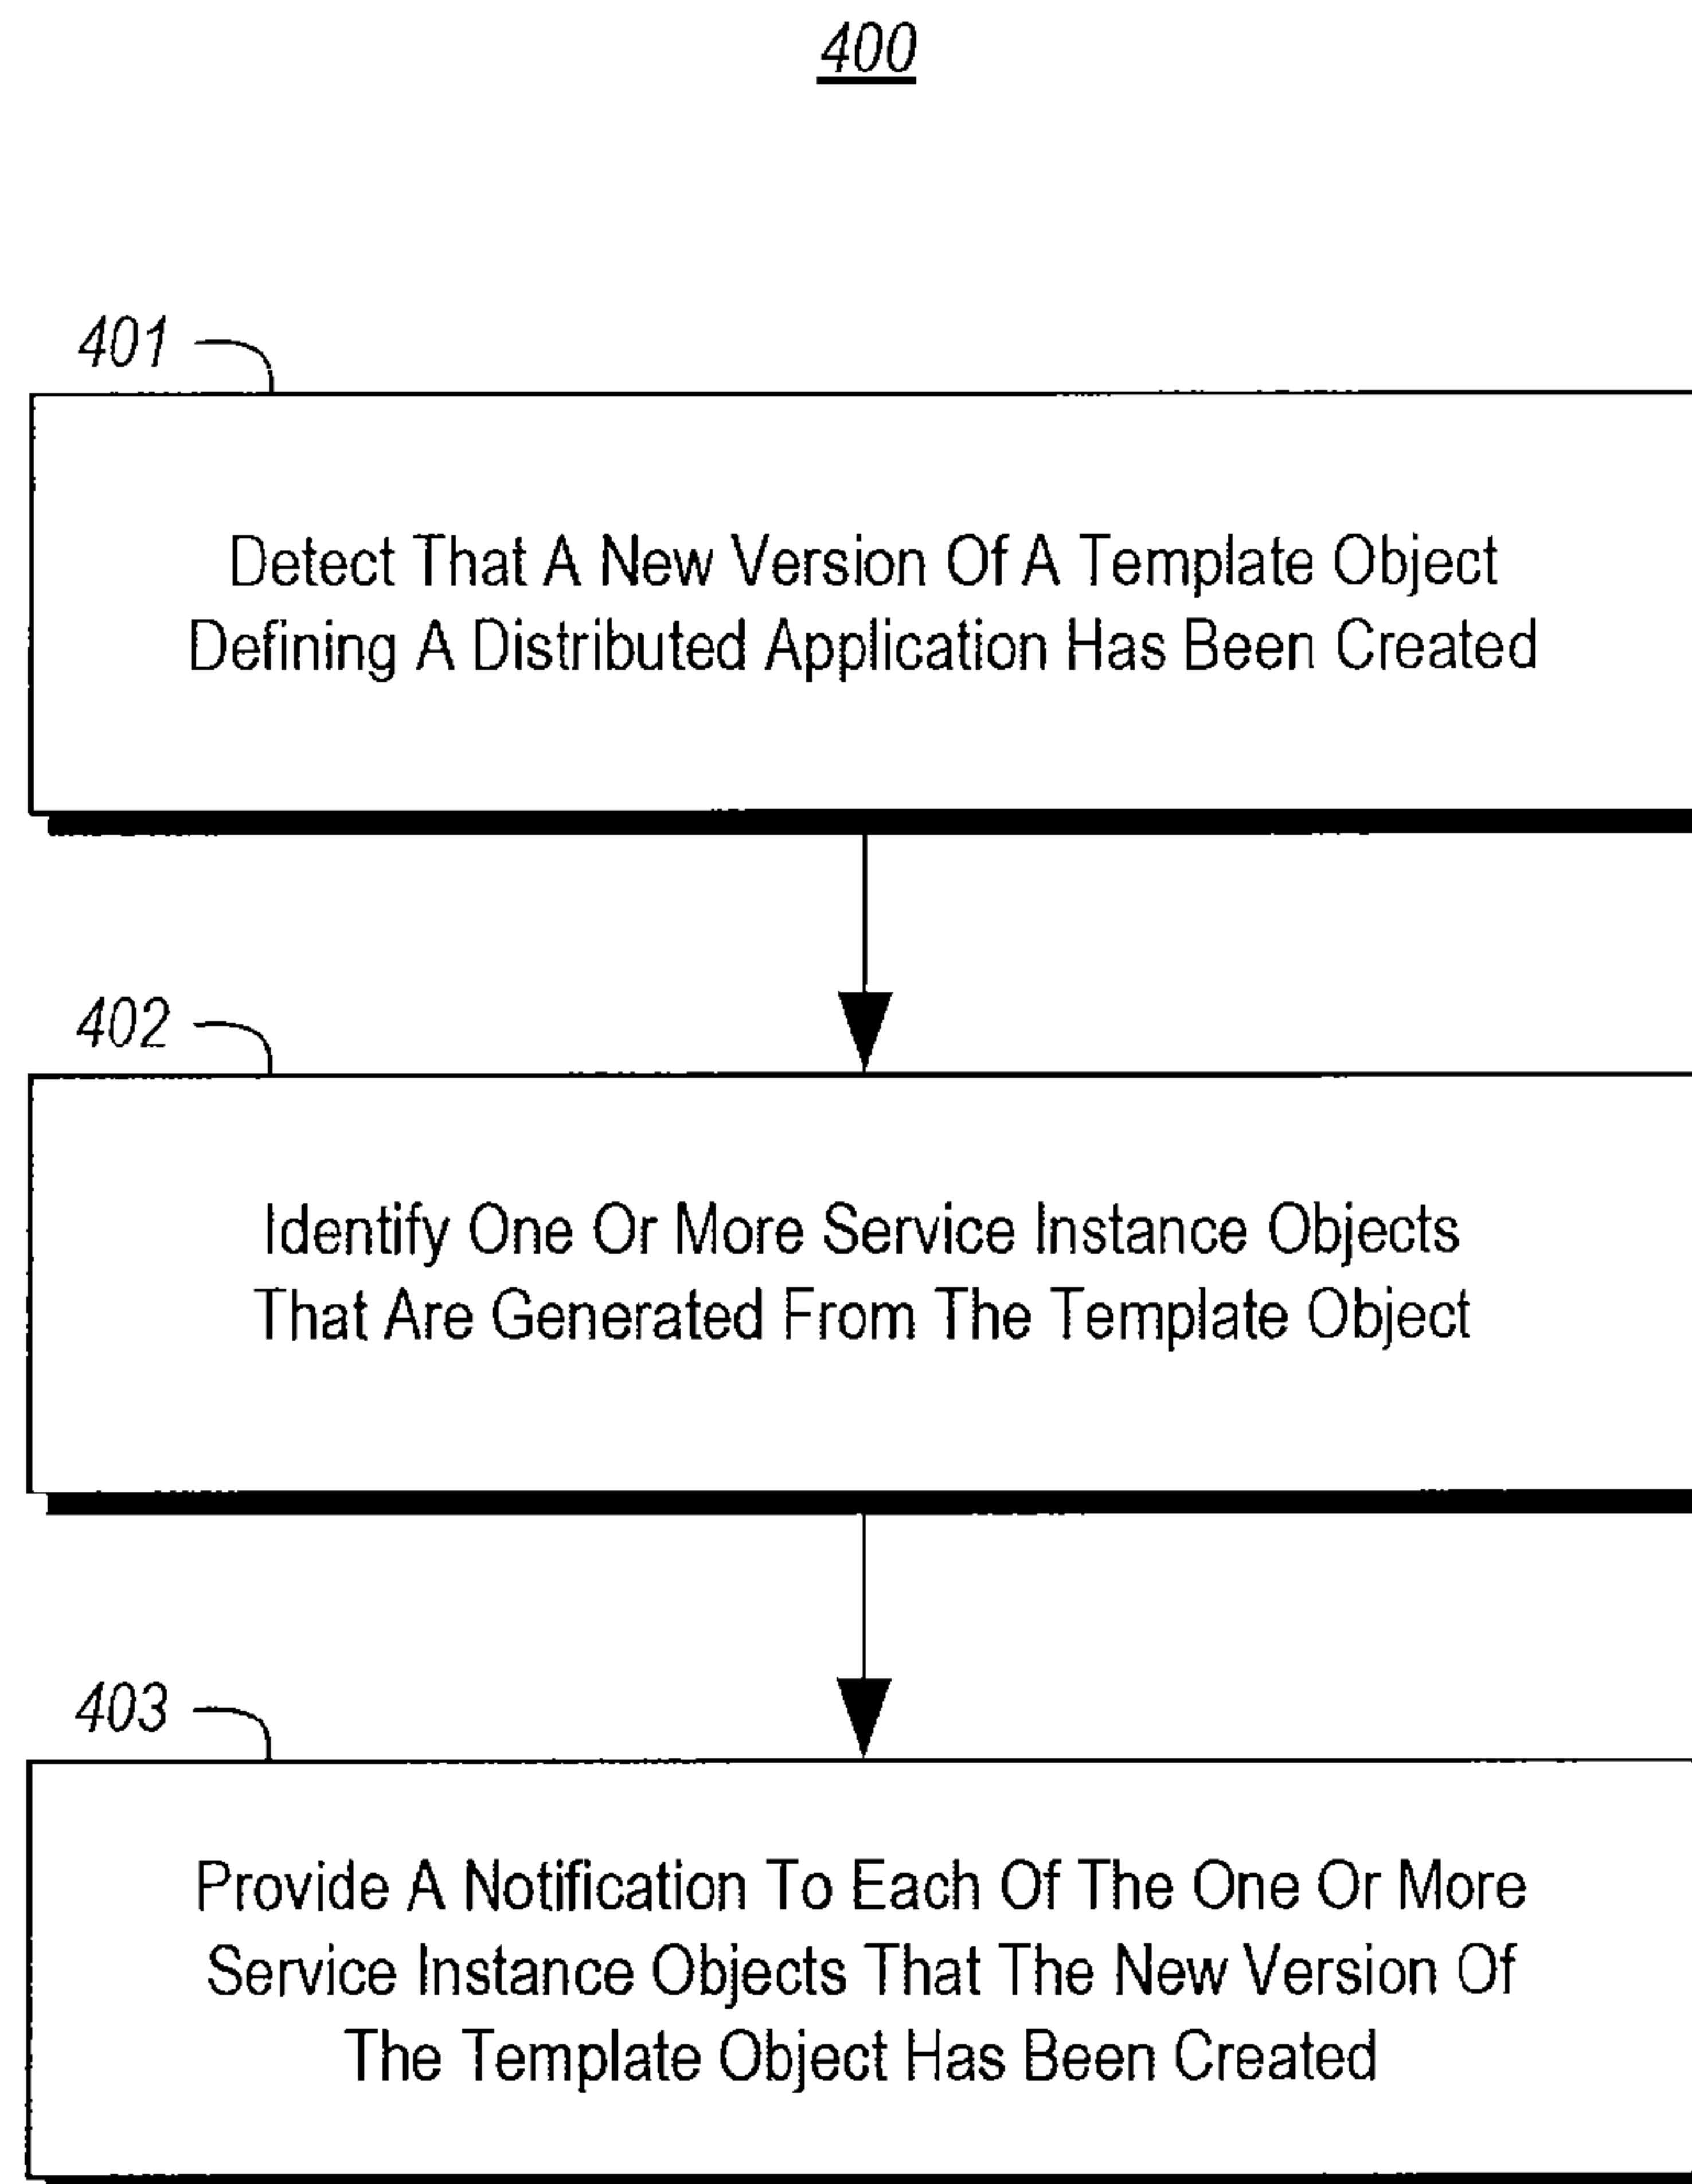 400
401
Detect That A New Version Of A Template Object
Defining A Distributed Application Has Been Created
402
Identify One Or More Service Instance Objects
That Are Generated From The Template Object
403
Provide A Notification To Each Of The One Or More
Service Instance Objects That The New Version Of
The Template Object Has Been Created